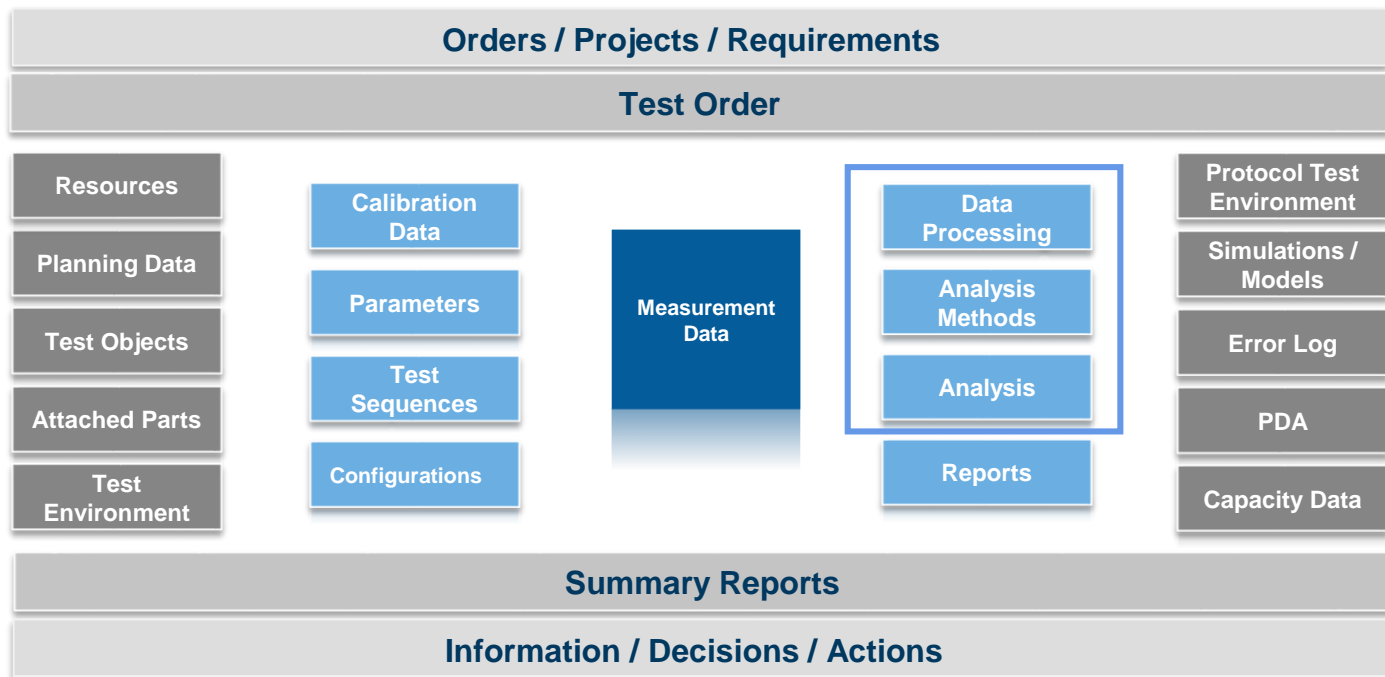 Orders / Projects / Requirements
Test Order
Resources
Planning Data
Test Objects
Attached Parts
Test
Environment
Calibration
Data
Parameters
Test
Sequences
Configurations
Measurement
Data
Data
Processing
Analysis
Methods
Analysis
Reports
Protocol Test
Environment
Simulations /
Models
Error Log
PDA
Capacity Data
Summary Reports
Information / Decisions / Actions